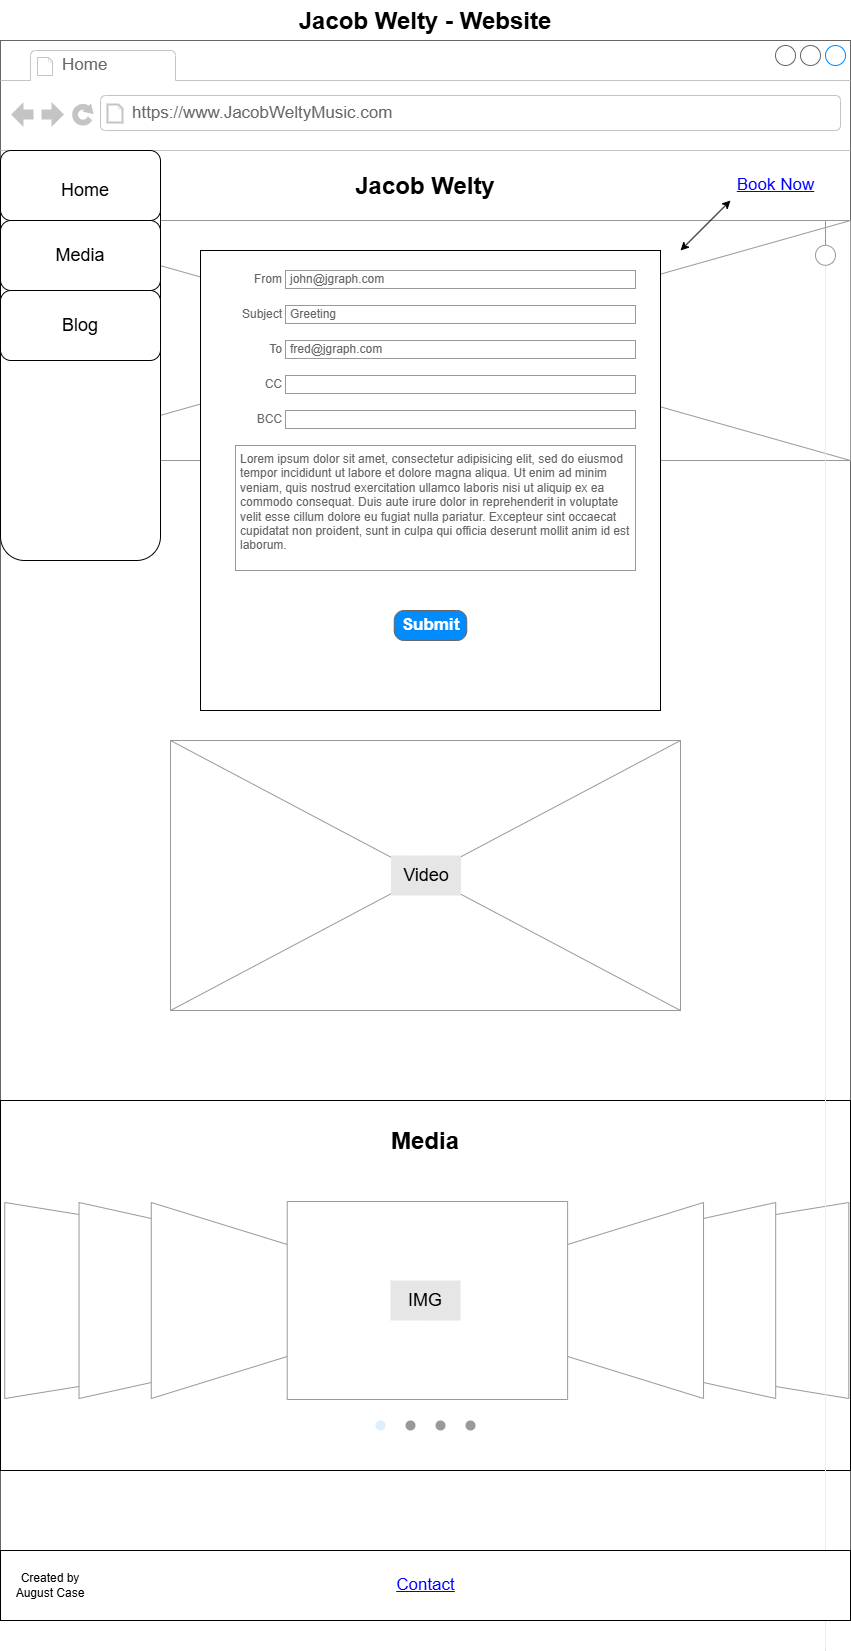 Jacob Welty - Website
Home
https://www.JacobWeltyMusic.com
Home
Jacob Welty
Book Now
Media
Blog
From john@jgraph.com
Subject Greeting
To fred@jgraph.com
CC
BCC
Lorem ipsum dolor sit amet, consectetur adipisicing elit, sed do eiusmod
tempor incididunt ut labore et dolore magna aliqua. Ut enim ad minim
veniam, quis nostrud exercitation ullamco laboris nisi ut aliquip ex ea
commodo consequat. Duis aute irure dolor in reprehenderit in voluptate
velit esse cillum dolore eu fugiat nulla pariatur. Excepteur sint occaecat
cupidatat non proident, sunt in culpa qui officia deserunt mollit anim id est
laborum.
Submit
Video
Media
IMG
Created by
August Case
Contact